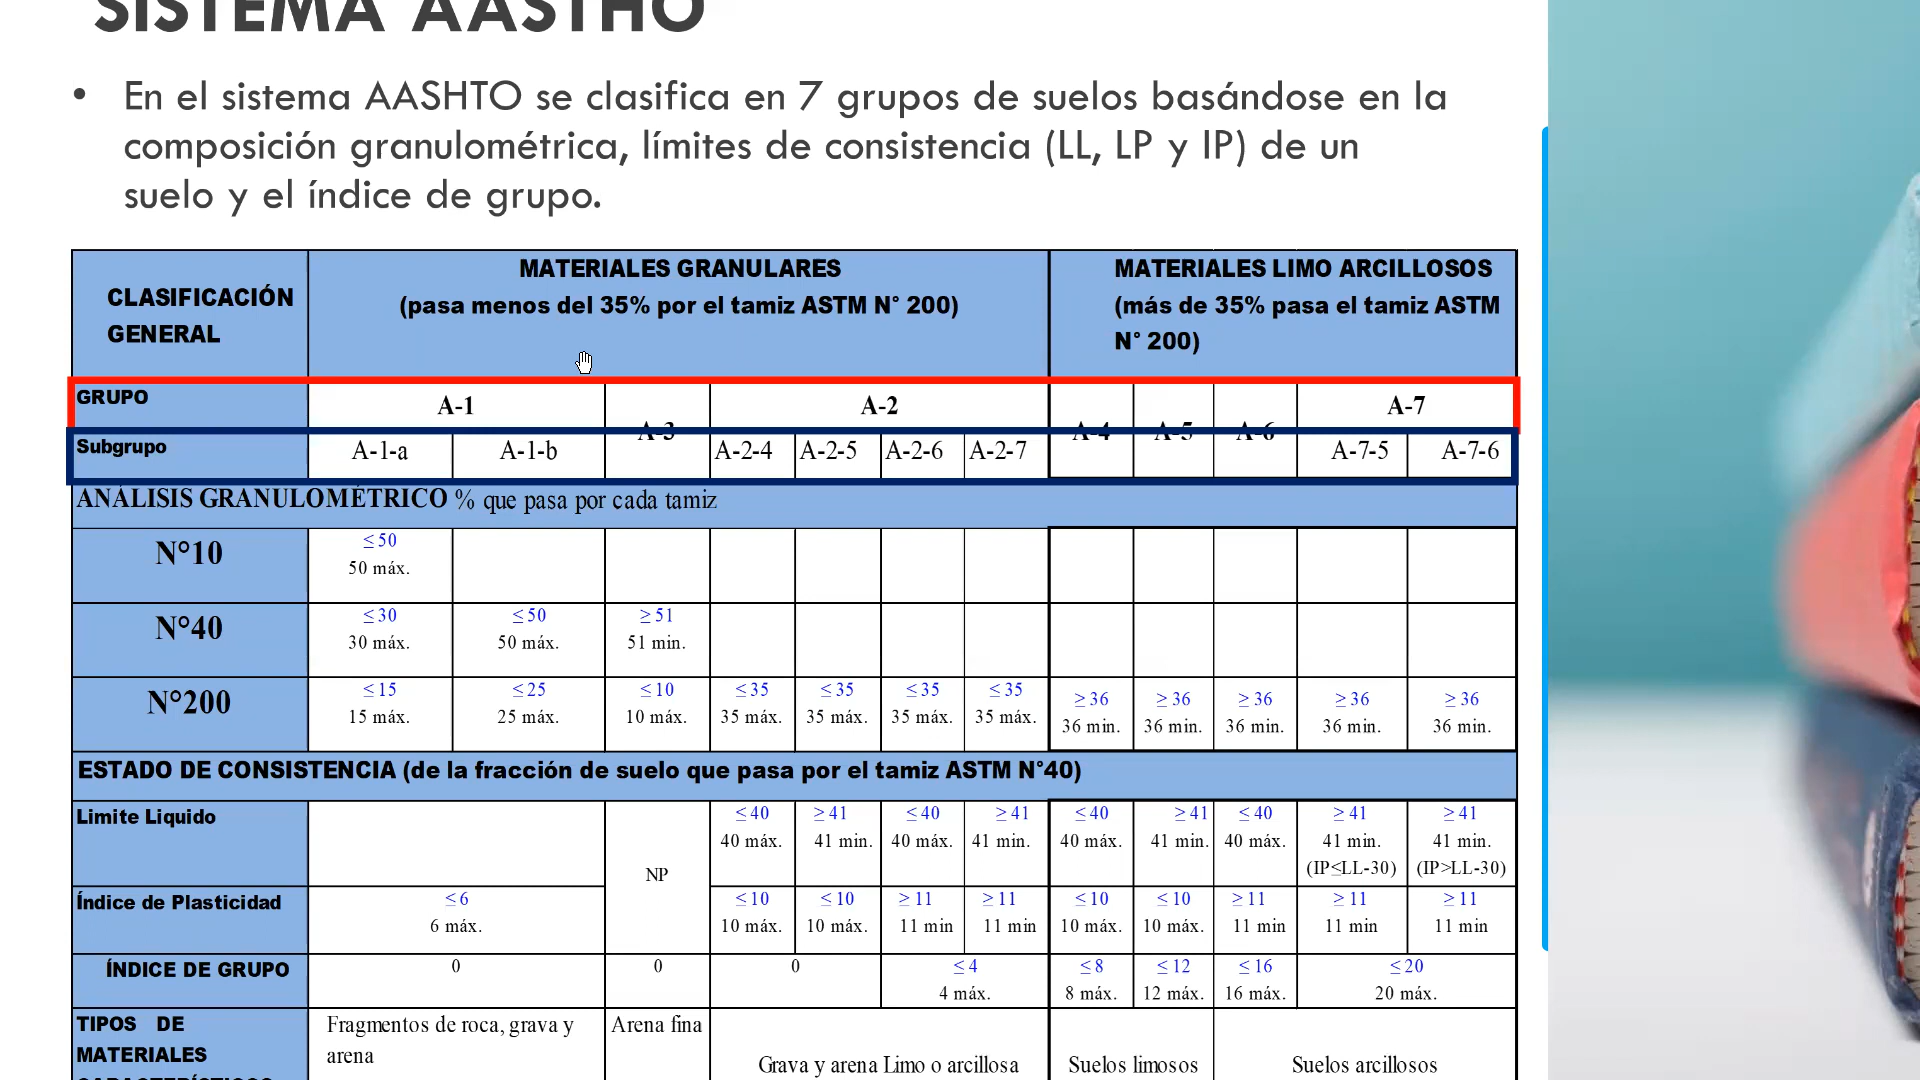 SISTEMA AASTHO
• En el sistema AASHTO se clasifica en 7 grupos de suelos basándose en la
composición granulométrica, límites de consistencia (LL, LP y IP) de un
suelo y el índice de grupo.
CLASIFICACIÓN
GENERAL
MATERIALES GRANULARES
(pasa menos del 35% por el tamiz ASTM N° 200)
MATERIALES LIMO ARCILLOSOS
(más de 35% pasa el tamiz ASTM
N° 200)
GRUPO A-1 A-3 A-2 A-4 A-5 A-6 A-7
Subgrupo A-1-a A-1-b A-2-4 A-2-5 A-2-6 A-2-7 A-7-5 A-7-6
ANÁLISIS GRANULOMÉTRICO % que pasa por cada tamiz
N°10 ≤ 50
50 máx.
N°40 ≤ 30 ≤ 50 ≥ 51
30 máx. 50 máx. 51 min.
N°200 ≤ 15 ≤ 25 ≤ 10 ≤ 35 ≤ 35 ≤ 35 ≤ 35 ≥ 36 ≥ 36 ≥ 36 ≥ 36 ≥ 36
15 máx. 25 máx. 10 máx. 35 máx. 35 máx. 35 máx. 35 máx. 36 min. 36 min. 36 min. 36 min. 36 min.
ESTADO DE CONSISTENCIA (de la fracción de suelo que pasa por el tamiz ASTM N°40)
Limite Liquido ≤ 40 ≥ 41 ≤ 40 ≥ 41 ≤ 40 ≥ 41 ≤ 40 ≥ 41 ≥ 41
40 máx. 41 min. 40 máx. 41 min. 40 máx. 41 min. 40 máx. 41 min. 41 min.
(IP≤LL-30) (IP>LL-30)
NP
Índice de Plasticidad ≤ 6 ≤ 10 ≤ 10 ≥ 11 ≥ 11 ≤ 10 ≤ 10 ≥ 11 ≥ 11 ≥ 11
6 máx. 10 máx. 10 máx. 11 min 11 min 10 máx. 10 máx. 11 min 11 min 11 min
ÍNDICE DE GRUPO 0 0 0 ≤ 4 ≤ 8 ≤ 12 ≤ 16 ≤ 20
4 máx. 8 máx. 12 máx. 16 máx. 20 máx.
TIPOS DE
MATERIALES
CARACTERÍSTICOS
Fragmentos de roca, grava y
arena
Arena fina
Grava y arena Limo o arcillosa
Suelos limosos
Suelos arcillosos